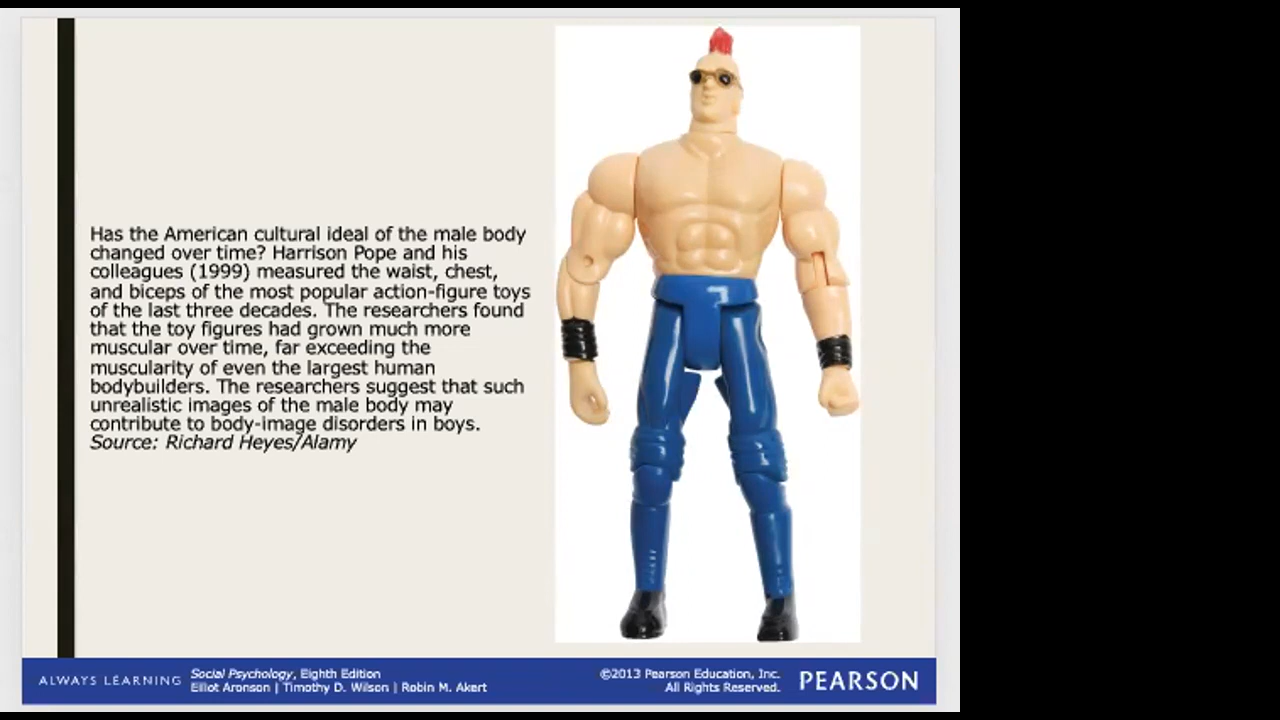 Has the American cultural ideal of the male body
changed over time? Harrison Pope and his
colleagues (1999) measured the waist, chest,
and biceps of the most popular action-figure toys
of the last three decades. The researchers found
that the toy figures had grown much more
muscular over time, far exceeding the
muscularity of even the largest human
bodybuilders. The researchers suggest that such
unrealistic images of the male body may
contribute to body-image disorders in boys.
Source: Richard Heyes/Alamy
ALWAYS LEARNING
Social Psychology, Eighth Edition
Elliot Aronson | Timothy D. Wilson | Robin M. Akert
©2013 Pearson Education, Inc.
All Rights Reserved.
PEARSON